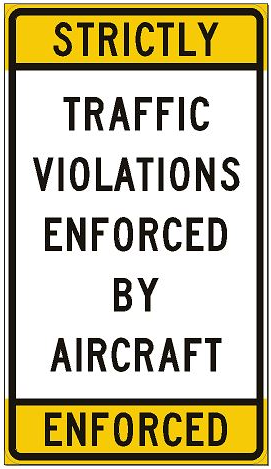 STRICTLY
TRAFFIC
VIOLATIONS
ENFORCED
BY
AIRCRAFT
ENFORCED